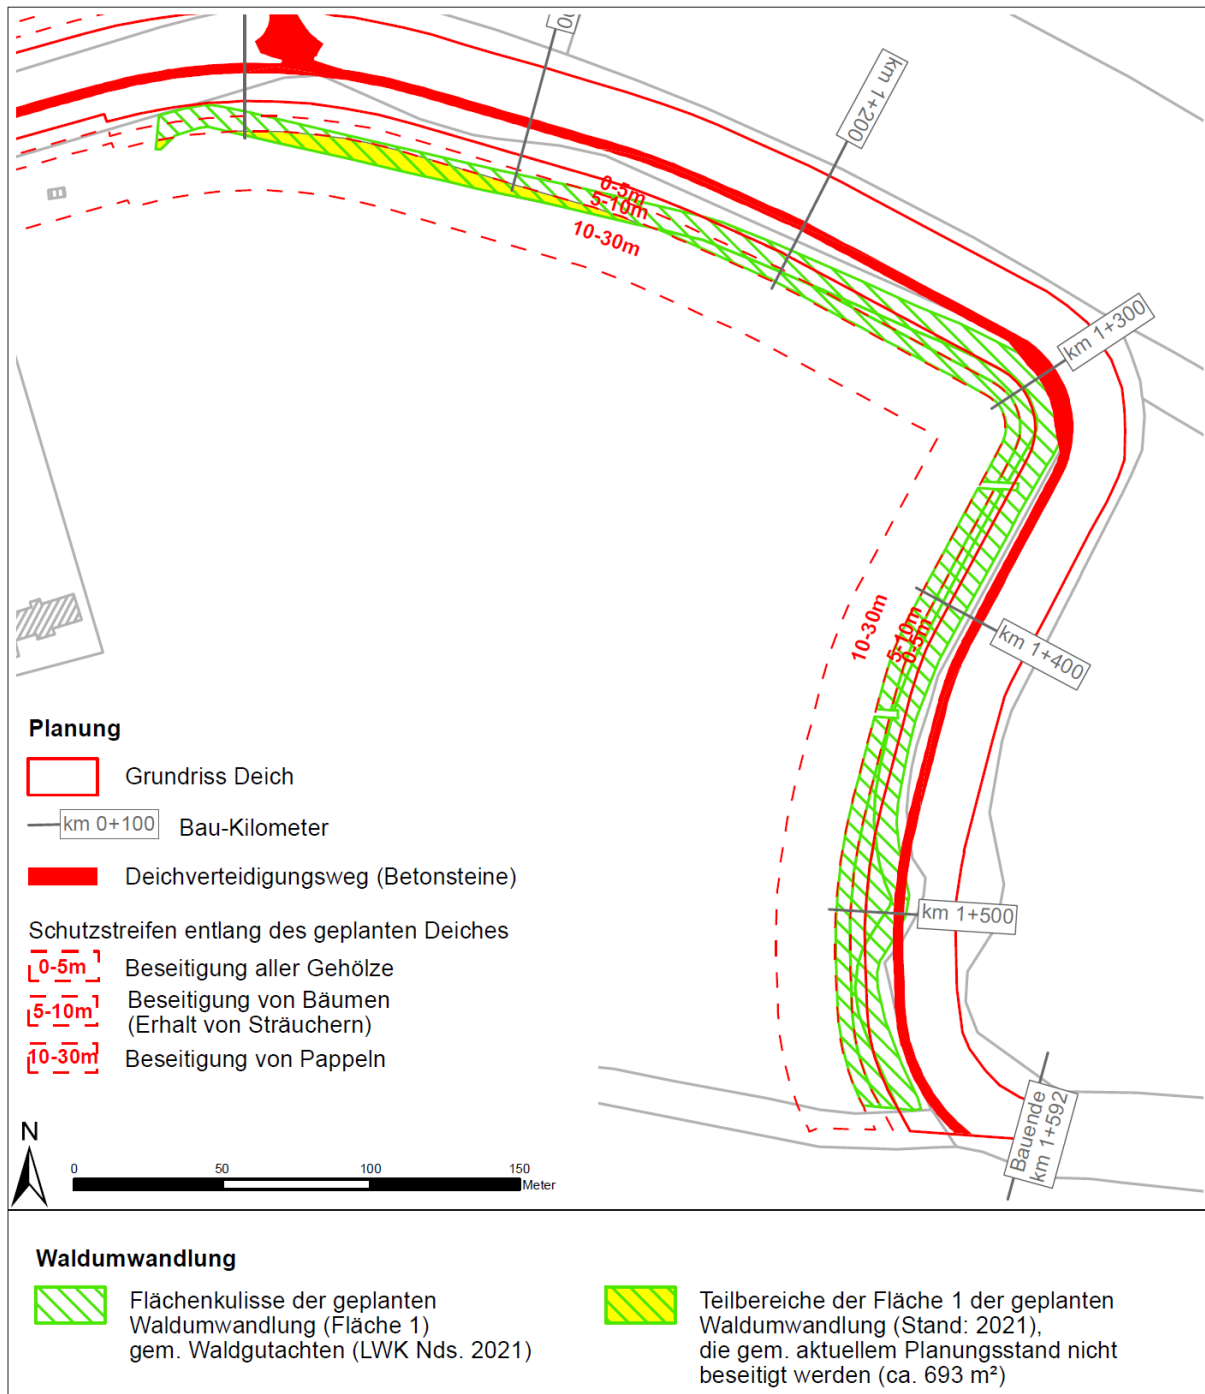 00
km 1+200
0-5m
5-10m
10-30m
km 1+300
10-30m
5-10m
0-5m
km 1+400
km 1+500
Bauende
km 1+592
Planung
Grundriss Deich
km 0+100 Bau-Kilometer
Deichverteidigungsweg (Betonsteine)
Schutzstreifen entlang des geplanten Deiches
0-5m Beseitigung aller Gehölze
5-10m Beseitigung von Bäumen
(Erhalt von Sträuchern)
10-30m Beseitigung von Pappeln
N
0 50 100 150
Meter
Waldumwandlung
Flächenkulisse der geplanten
Waldumwandlung (Fläche 1)
gem. Waldgutachten (LWK Nds. 2021)
Teilbereiche der Fläche 1 der geplanten
Waldumwandlung (Stand: 2021),
die gem. aktuellem Planungsstand nicht
beseitigt werden (ca. 693 m²)